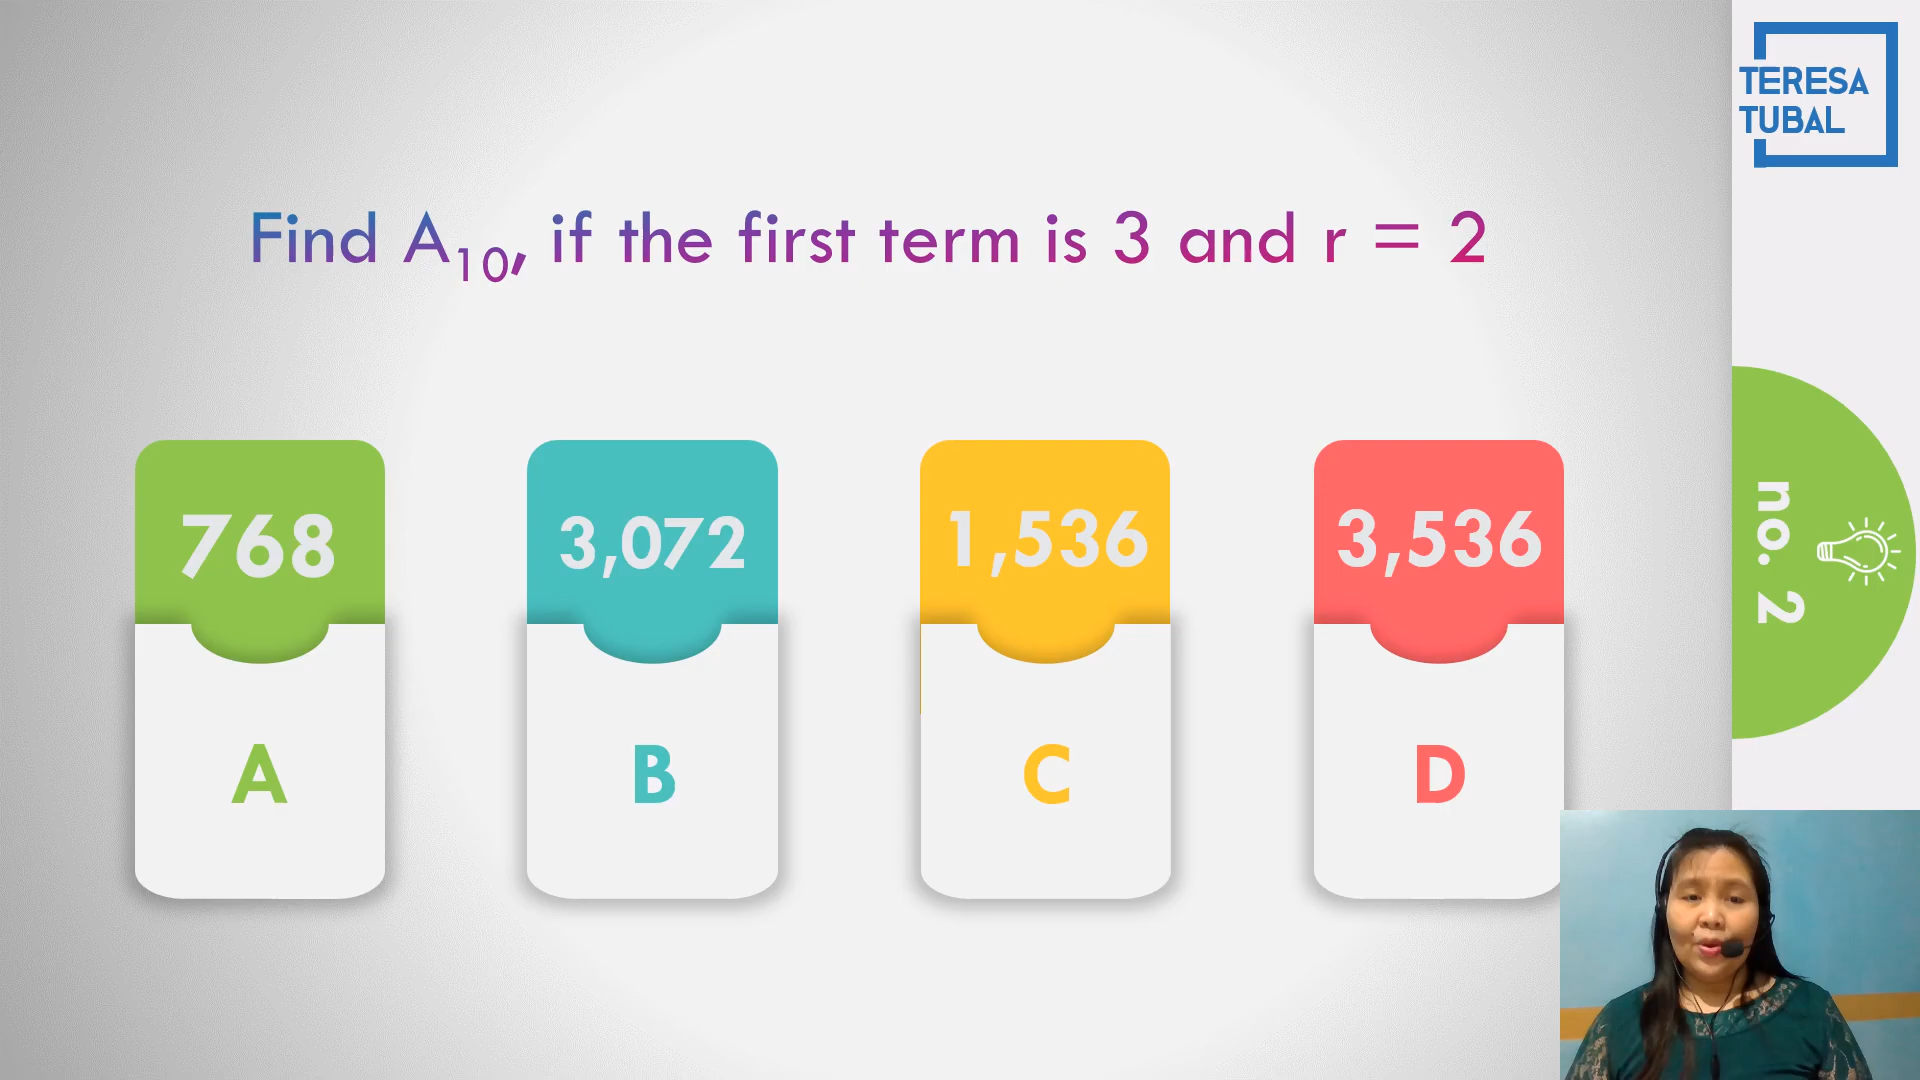 TERESA
TUBAL
Find A₁₀, if the first term is 3 and r = 2
768
3,072
1,536
3,536
A
B
C
D
no. 2